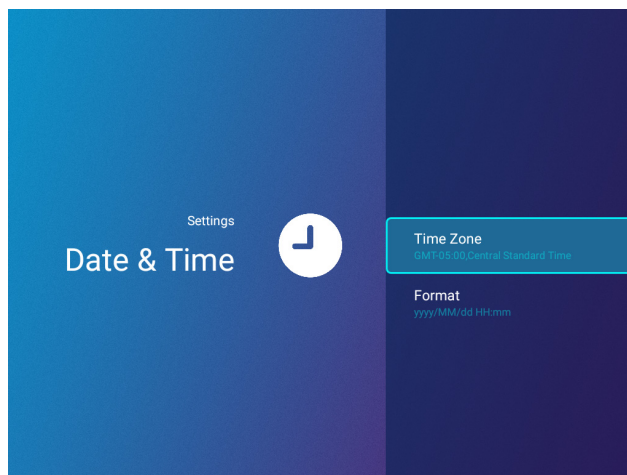 Settings
Date & Time
Time Zone
GMT-05:00,Central Standard Time
Format
yyyy/MM/dd HH:mm